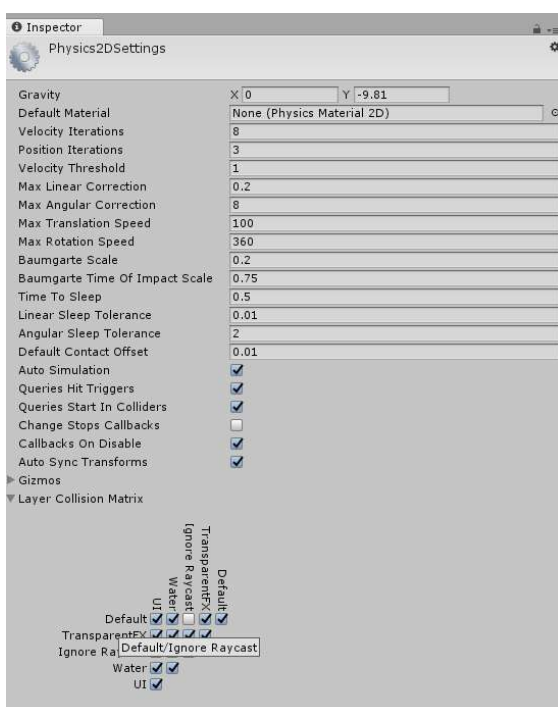 Inspector
Physics2DSettings
Gravity X 0 Y -9.81
Default Material None (Physics Material 2D)
Velocity Iterations 8
Position Iterations 3
Velocity Threshold 1
Max Linear Correction 0.2
Max Angular Correction 8
Max Translation Speed 100
Max Rotation Speed 360
Baumgarte Scale 0.2
Baumgarte Time Of Impact Scale 0.75
Time To Sleep 0.5
Linear Sleep Tolerance 0.01
Angular Sleep Tolerance 2
Default Contact Offset 0.01
Auto Simulation
Queries Hit Triggers
Queries Start In Colliders
Change Stops Callbacks
Callbacks On Disable
Auto Sync Transforms
Gizmos
Layer Collision Matrix
UI
Water
Ignore Raycast
TransparentFX
Default
Default
TransparentFX
Default/Ignore Raycast
Ignore Ra
Water
UI